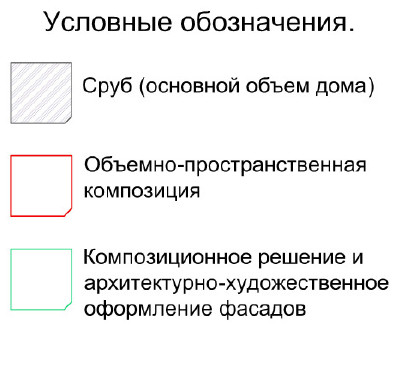 Условные обозначения.
Сруб (основной объем дома)
Объемно-пространственная
композиция
Композиционное решение и
архитектурно-художественное
оформление фасадов